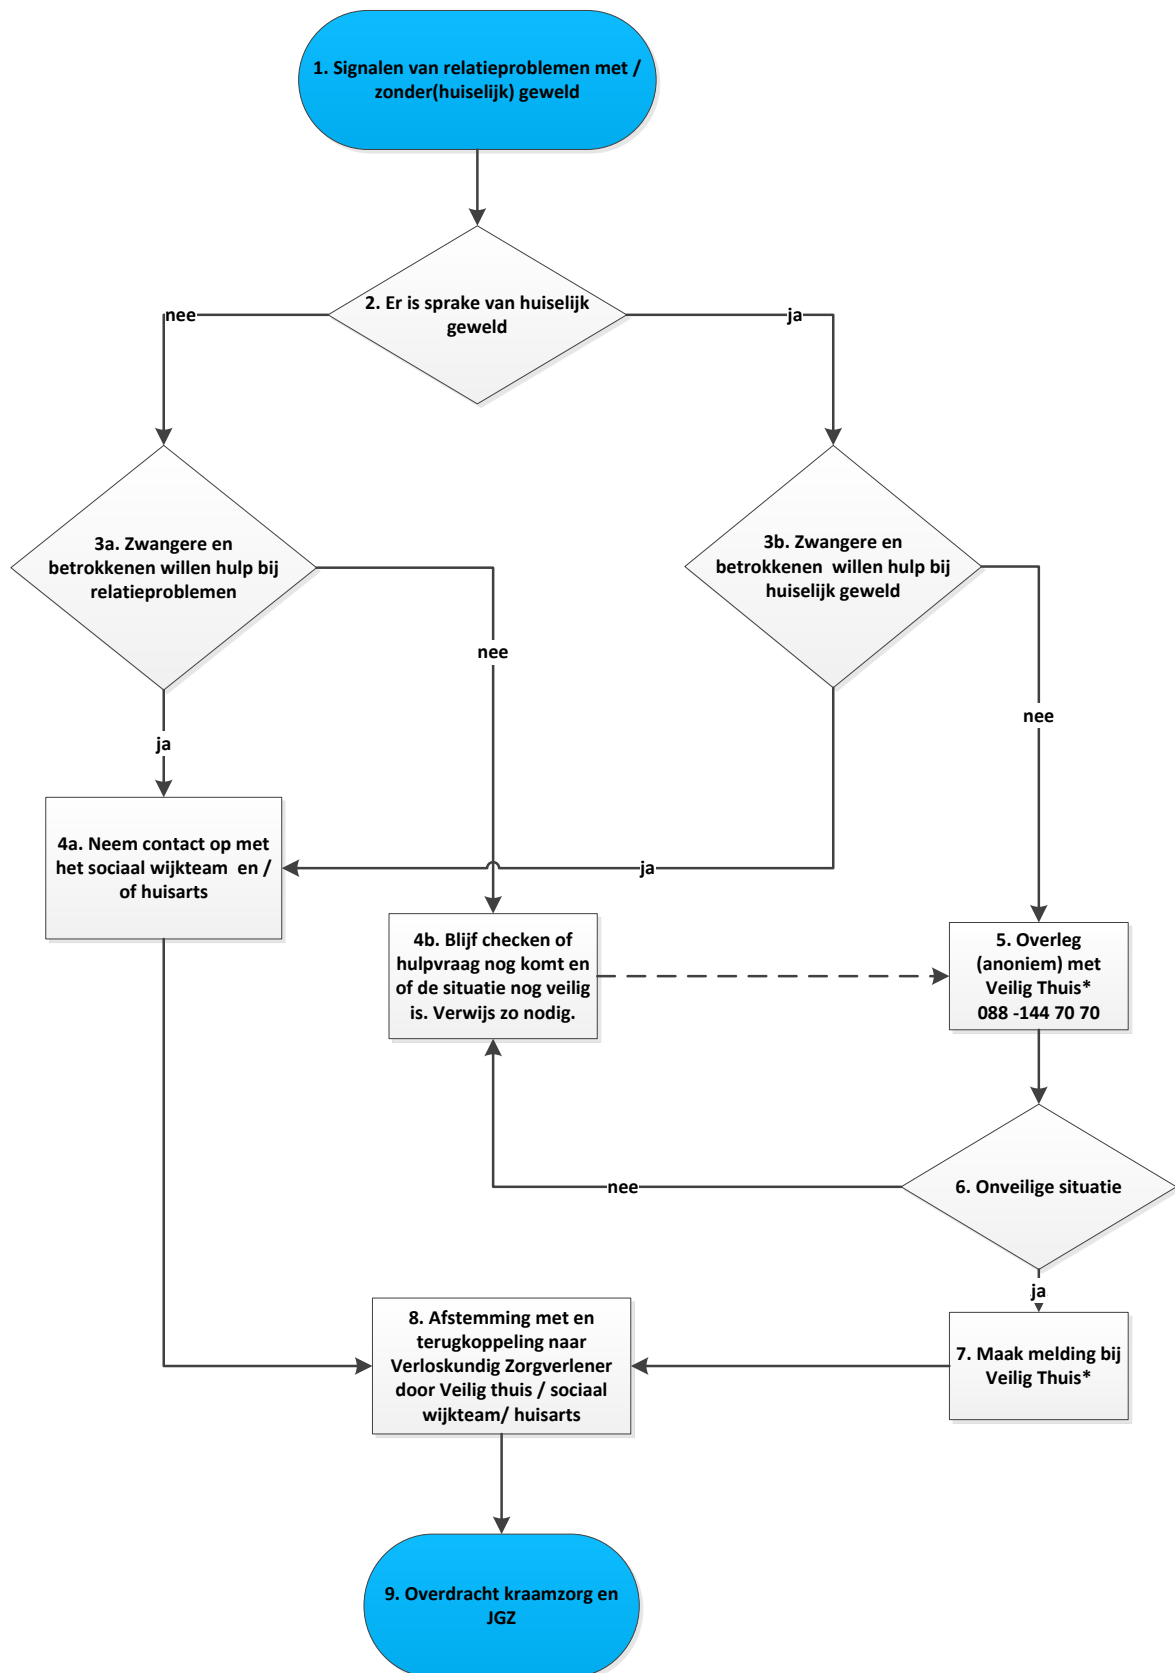 1. Signalen van relatieproblemen met /
zonder(huiselijk) geweld
2. Er is sprake van huiselijk
geweld
nee
ja
3a. Zwangere en
betrokkenen willen hulp bij
relatieproblemen
3b. Zwangere en
betrokkenen  willen hulp bij
huiselijk geweld
nee
nee
ja
4a. Neem contact op met
het sociaal wijkteam  en /
of huisarts
ja
4b. Blijf checken of
hulpvraag nog komt en
of de situatie nog veilig
is. Verwijs zo nodig.
5. Overleg
(anoniem) met
Veilig Thuis*
088 -144 70 70
6. Onveilige situatie
nee
ja
8. Afstemming met en
terugkoppeling naar
Verloskundig Zorgverlener
door Veilig thuis / sociaal
wijkteam/ huisarts
7. Maak melding bij
Veilig Thuis*
9. Overdracht kraamzorg en
JGZ